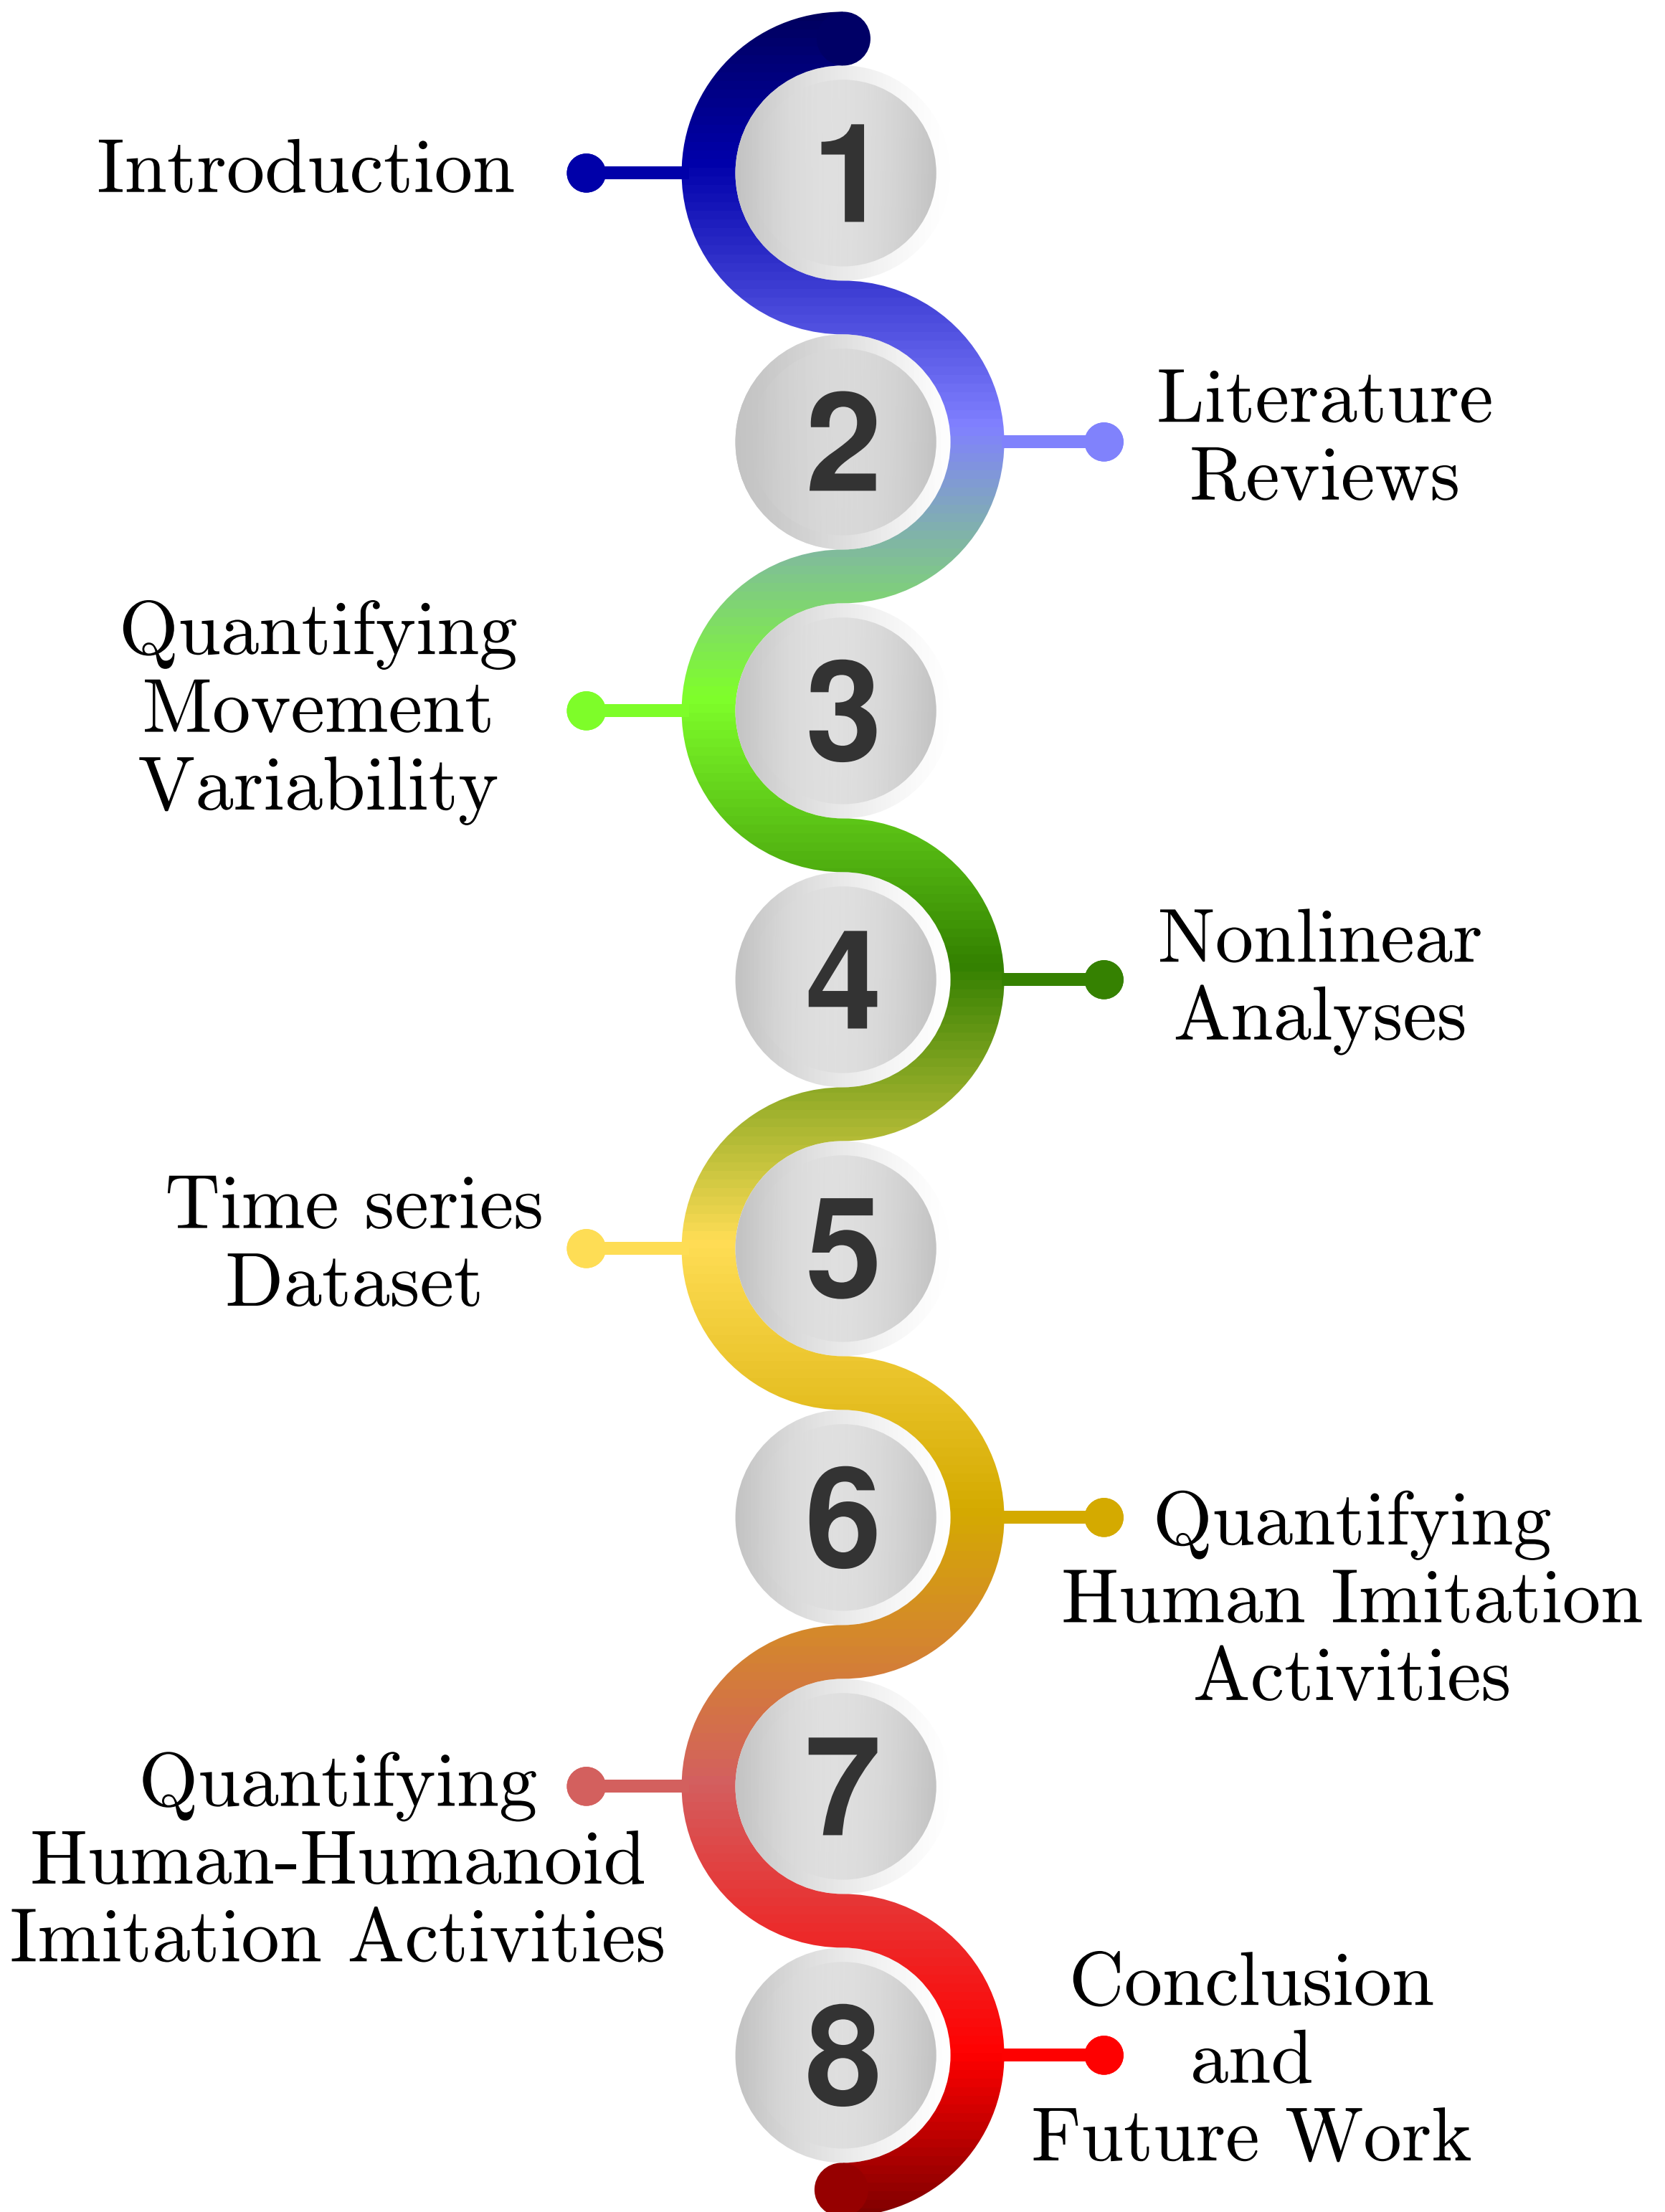 Introduction
1
2
Literature
Reviews
Quantifying
Movement
Variability
3
4
Nonlinear
Analyses
Time series
Dataset
5
6
Quantifying
Human Imitation
Activities
Quantifying
Human-Humanoid
Imitation Activities
7
8
Conclusion
and
Future Work